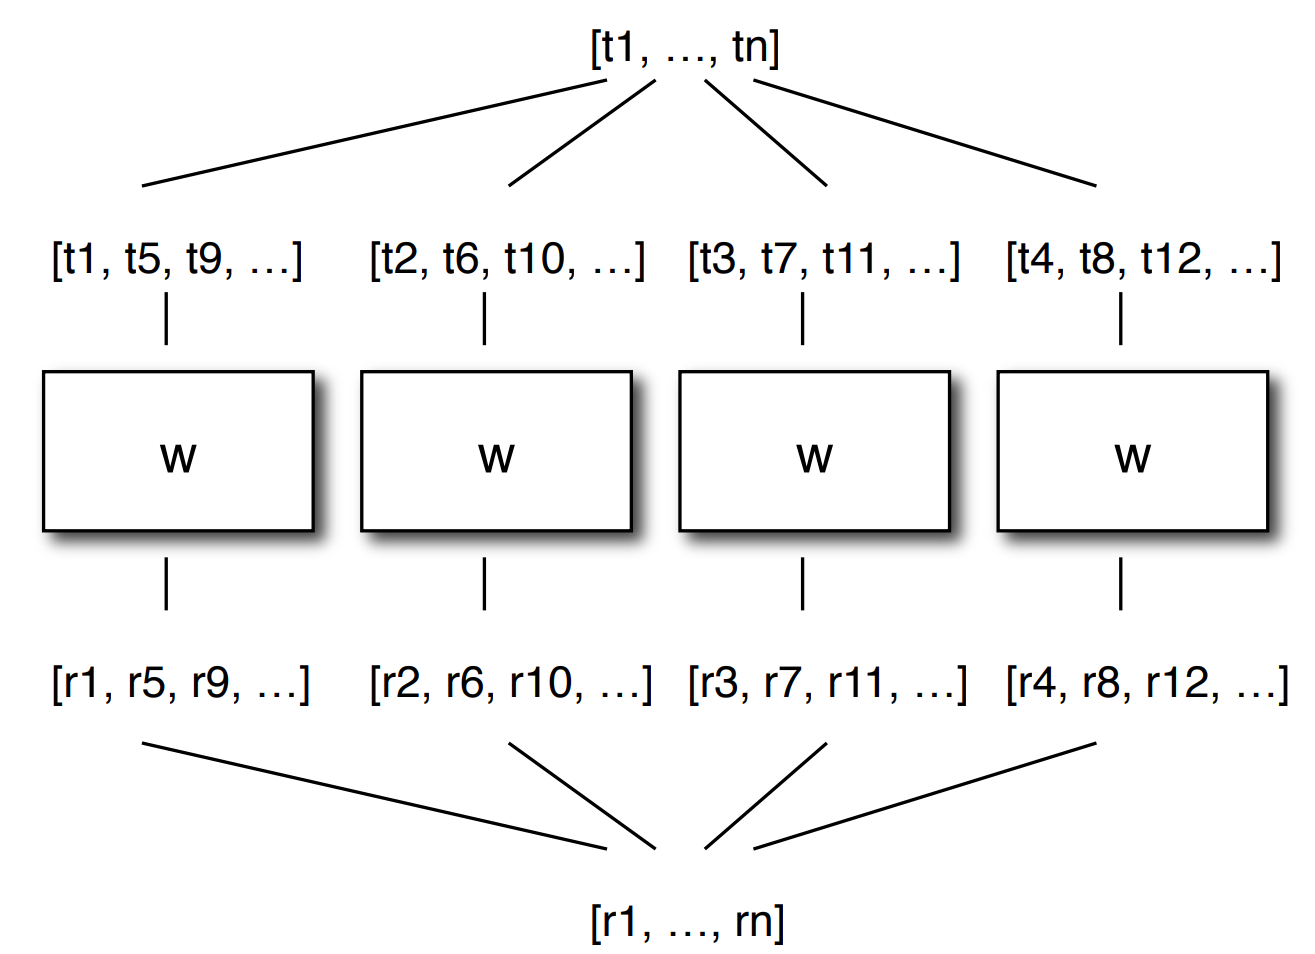 [t1, …, tn]
[t1, t5, t9, …] [t2, t6, t10, …] [t3, t7, t11, …] [t4, t8, t12, …]
w w w w
[r1, r5, r9, …] [r2, r6, r10, …] [r3, r7, r11, …] [r4, r8, r12, …]
[r1, …, rn]